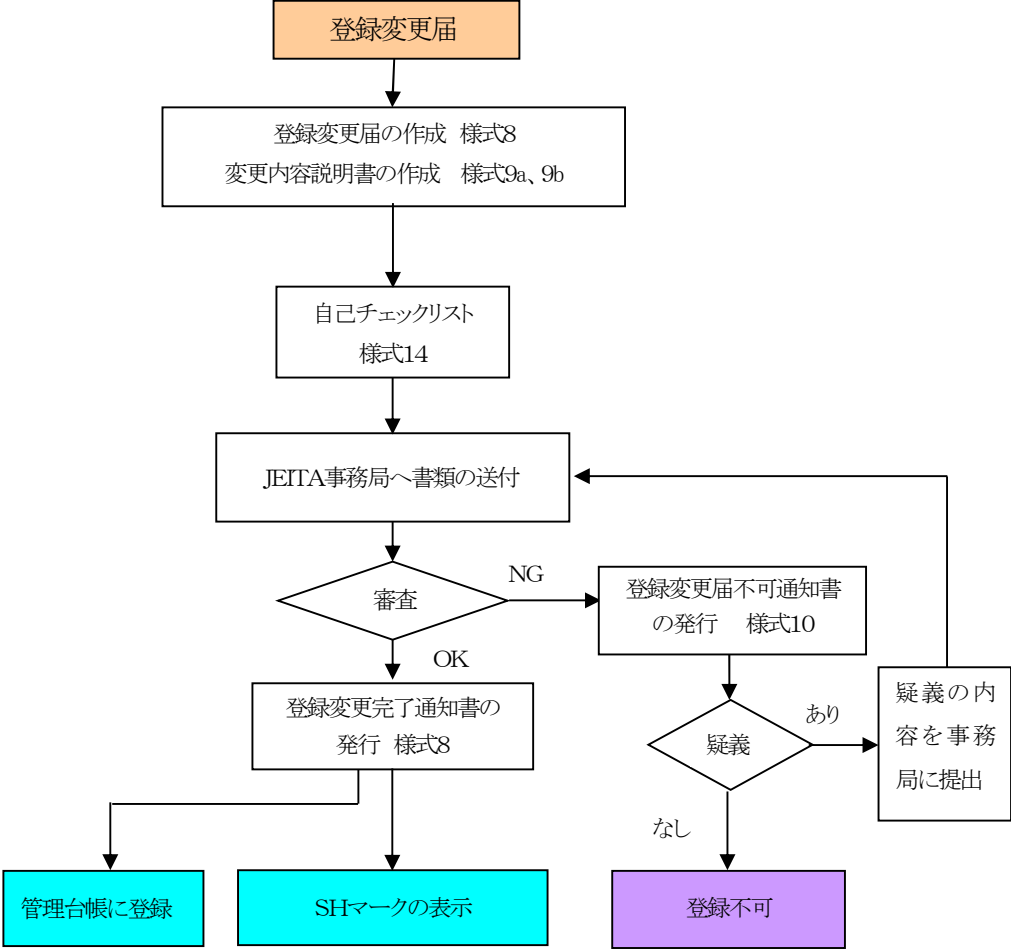 登録変更届
登録変更届の作成 様式8
変更内容説明書の作成 様式9a、9b
自己チェックリスト
様式14
JEITA事務局へ書類の送付
審査
NG
登録変更届不可通知書
の発行 様式10
OK
登録変更完了通知書の
発行 様式8
疑義
あり
疑義の内
容を事務
局に提出
なし
管理台帳に登録
SHマークの表示
登録不可